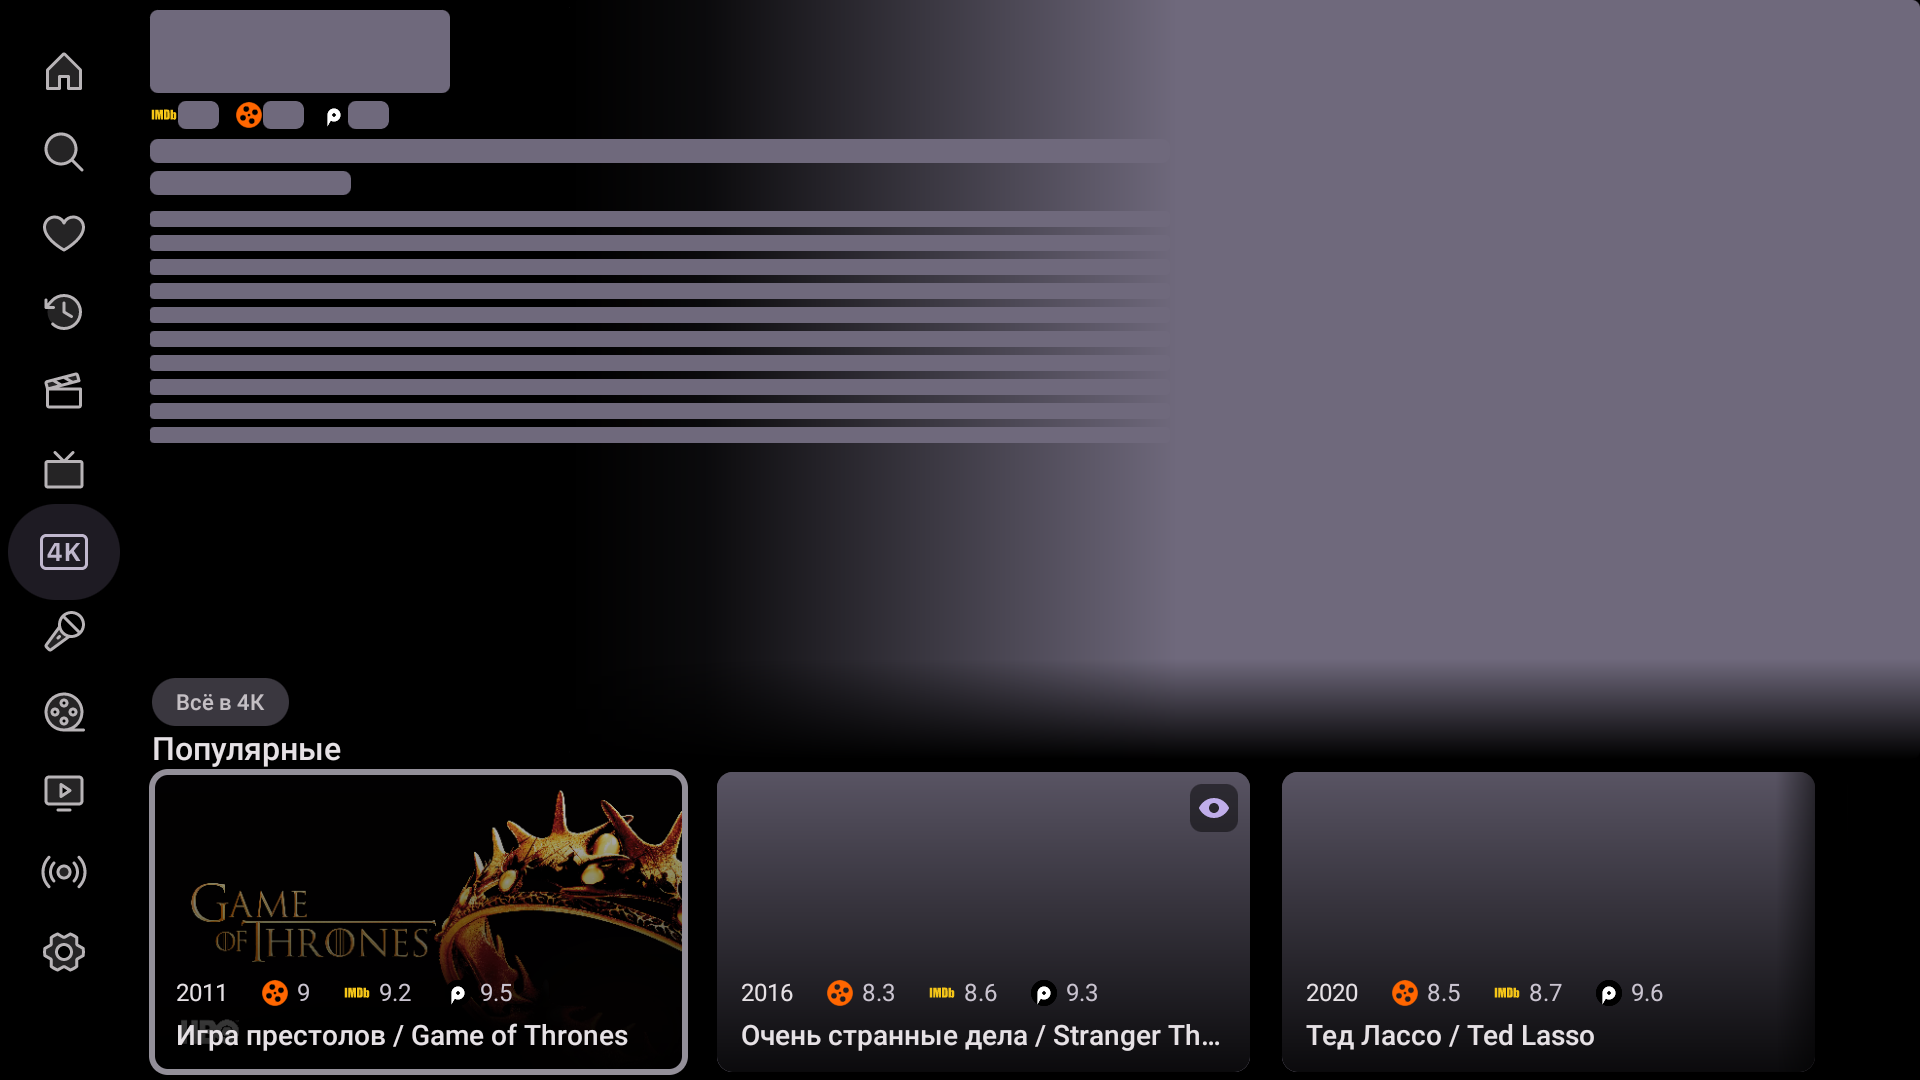 IMDb
4K
Всё в 4К
Популярные
GAME
OF THRONES
2011 9 IMDb 9.2 9.5
HBO
Игра престолов / Game of Thrones
2016 8.3 IMDb 8.6 9.3
Очень странные дела / Stranger Th...
2020 8.5 IMDb 8.7 9.6
Тед Лассо / Ted Lasso